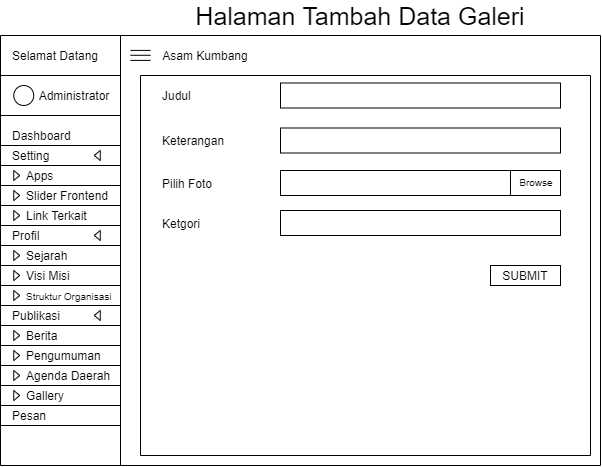 Halaman Tambah Data Galeri
Selamat Datang
Asam Kumbang
Administrator
Dashboard
Setting
Apps
Slider Frontend
Link Terkait
Profil
Sejarah
Visi Misi
Struktur Organisasi
Publikasi
Berita
Pengumuman
Agenda Daerah
Gallery
Pesan
Judul
Keterangan
Pilih Foto
Browse
Ketgori
SUBMIT